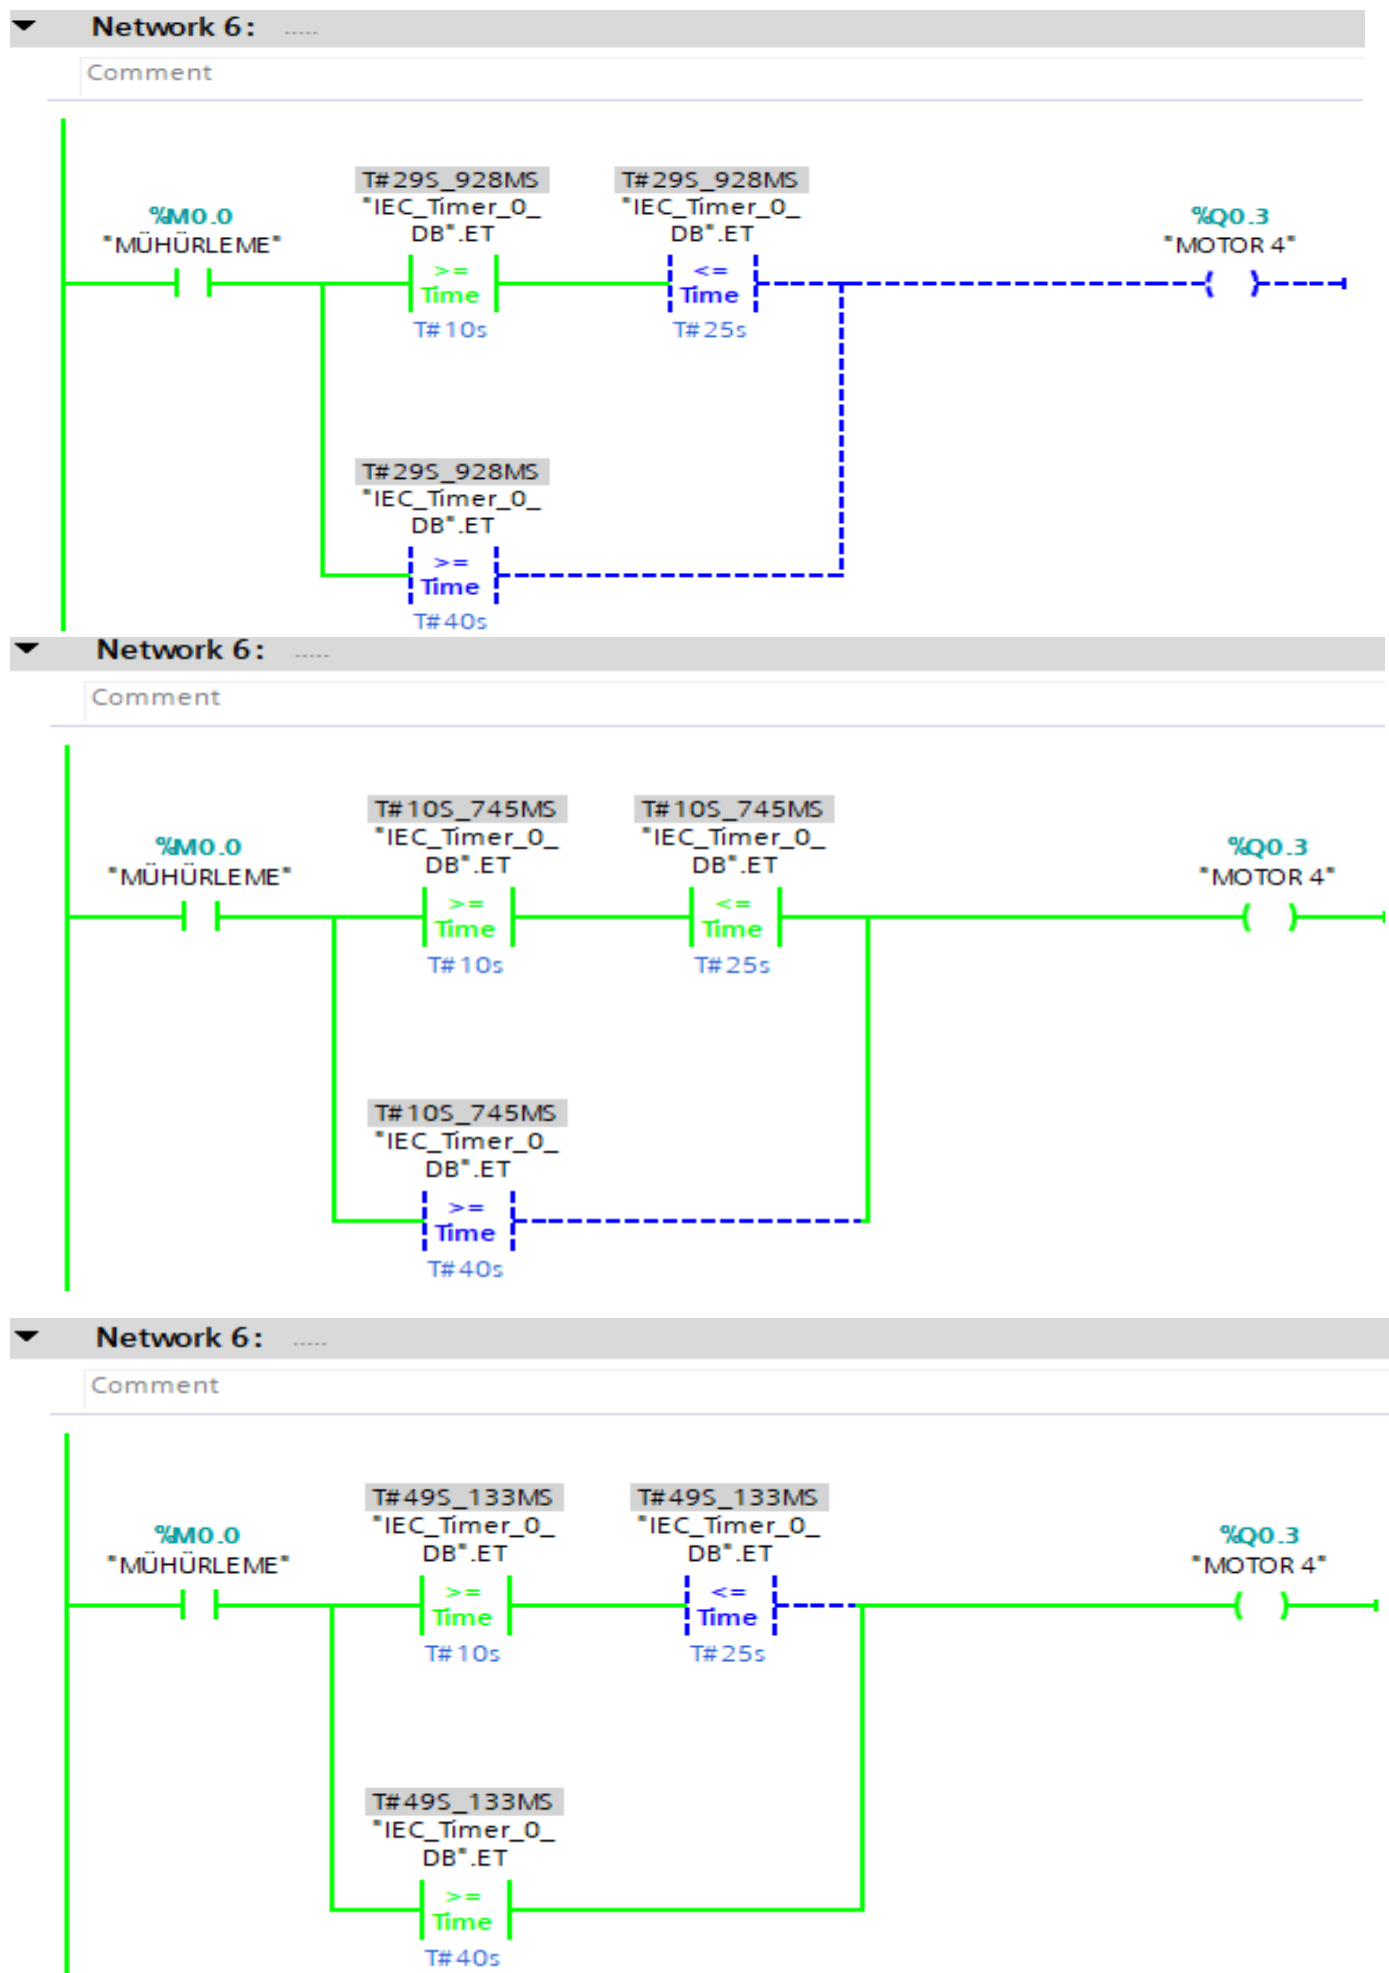 Network 6: .....
Comment
T#29S_928MS T#29S_928MS
"IEC_Timer_0_ "IEC_Timer_0_
%M0.0 DB".ET DB".ET %Q0.3
"MÜHÜRLEME" "MOTOR 4"
>= <=
Time Time
T#10s T#25s
T#29S_928MS
"IEC_Timer_0_
DB".ET
>=
Time
T#40s
Network 6: .....
Comment
T#10S_745MS T#10S_745MS
"IEC_Timer_0_ "IEC_Timer_0_
%M0.0 DB".ET DB".ET %Q0.3
"MÜHÜRLEME" "MOTOR 4"
>= <=
Time Time
T#10s T#25s
T#10S_745MS
"IEC_Timer_0_
DB".ET
>=
Time
T#40s
Network 6: .....
Comment
T#49S_133MS T#49S_133MS
"IEC_Timer_0_ "IEC_Timer_0_
%M0.0 DB".ET DB".ET %Q0.3
"MÜHÜRLEME" "MOTOR 4"
>= <=
Time Time
T#10s T#25s
T#49S_133MS
"IEC_Timer_0_
DB".ET
>=
Time
T#40s